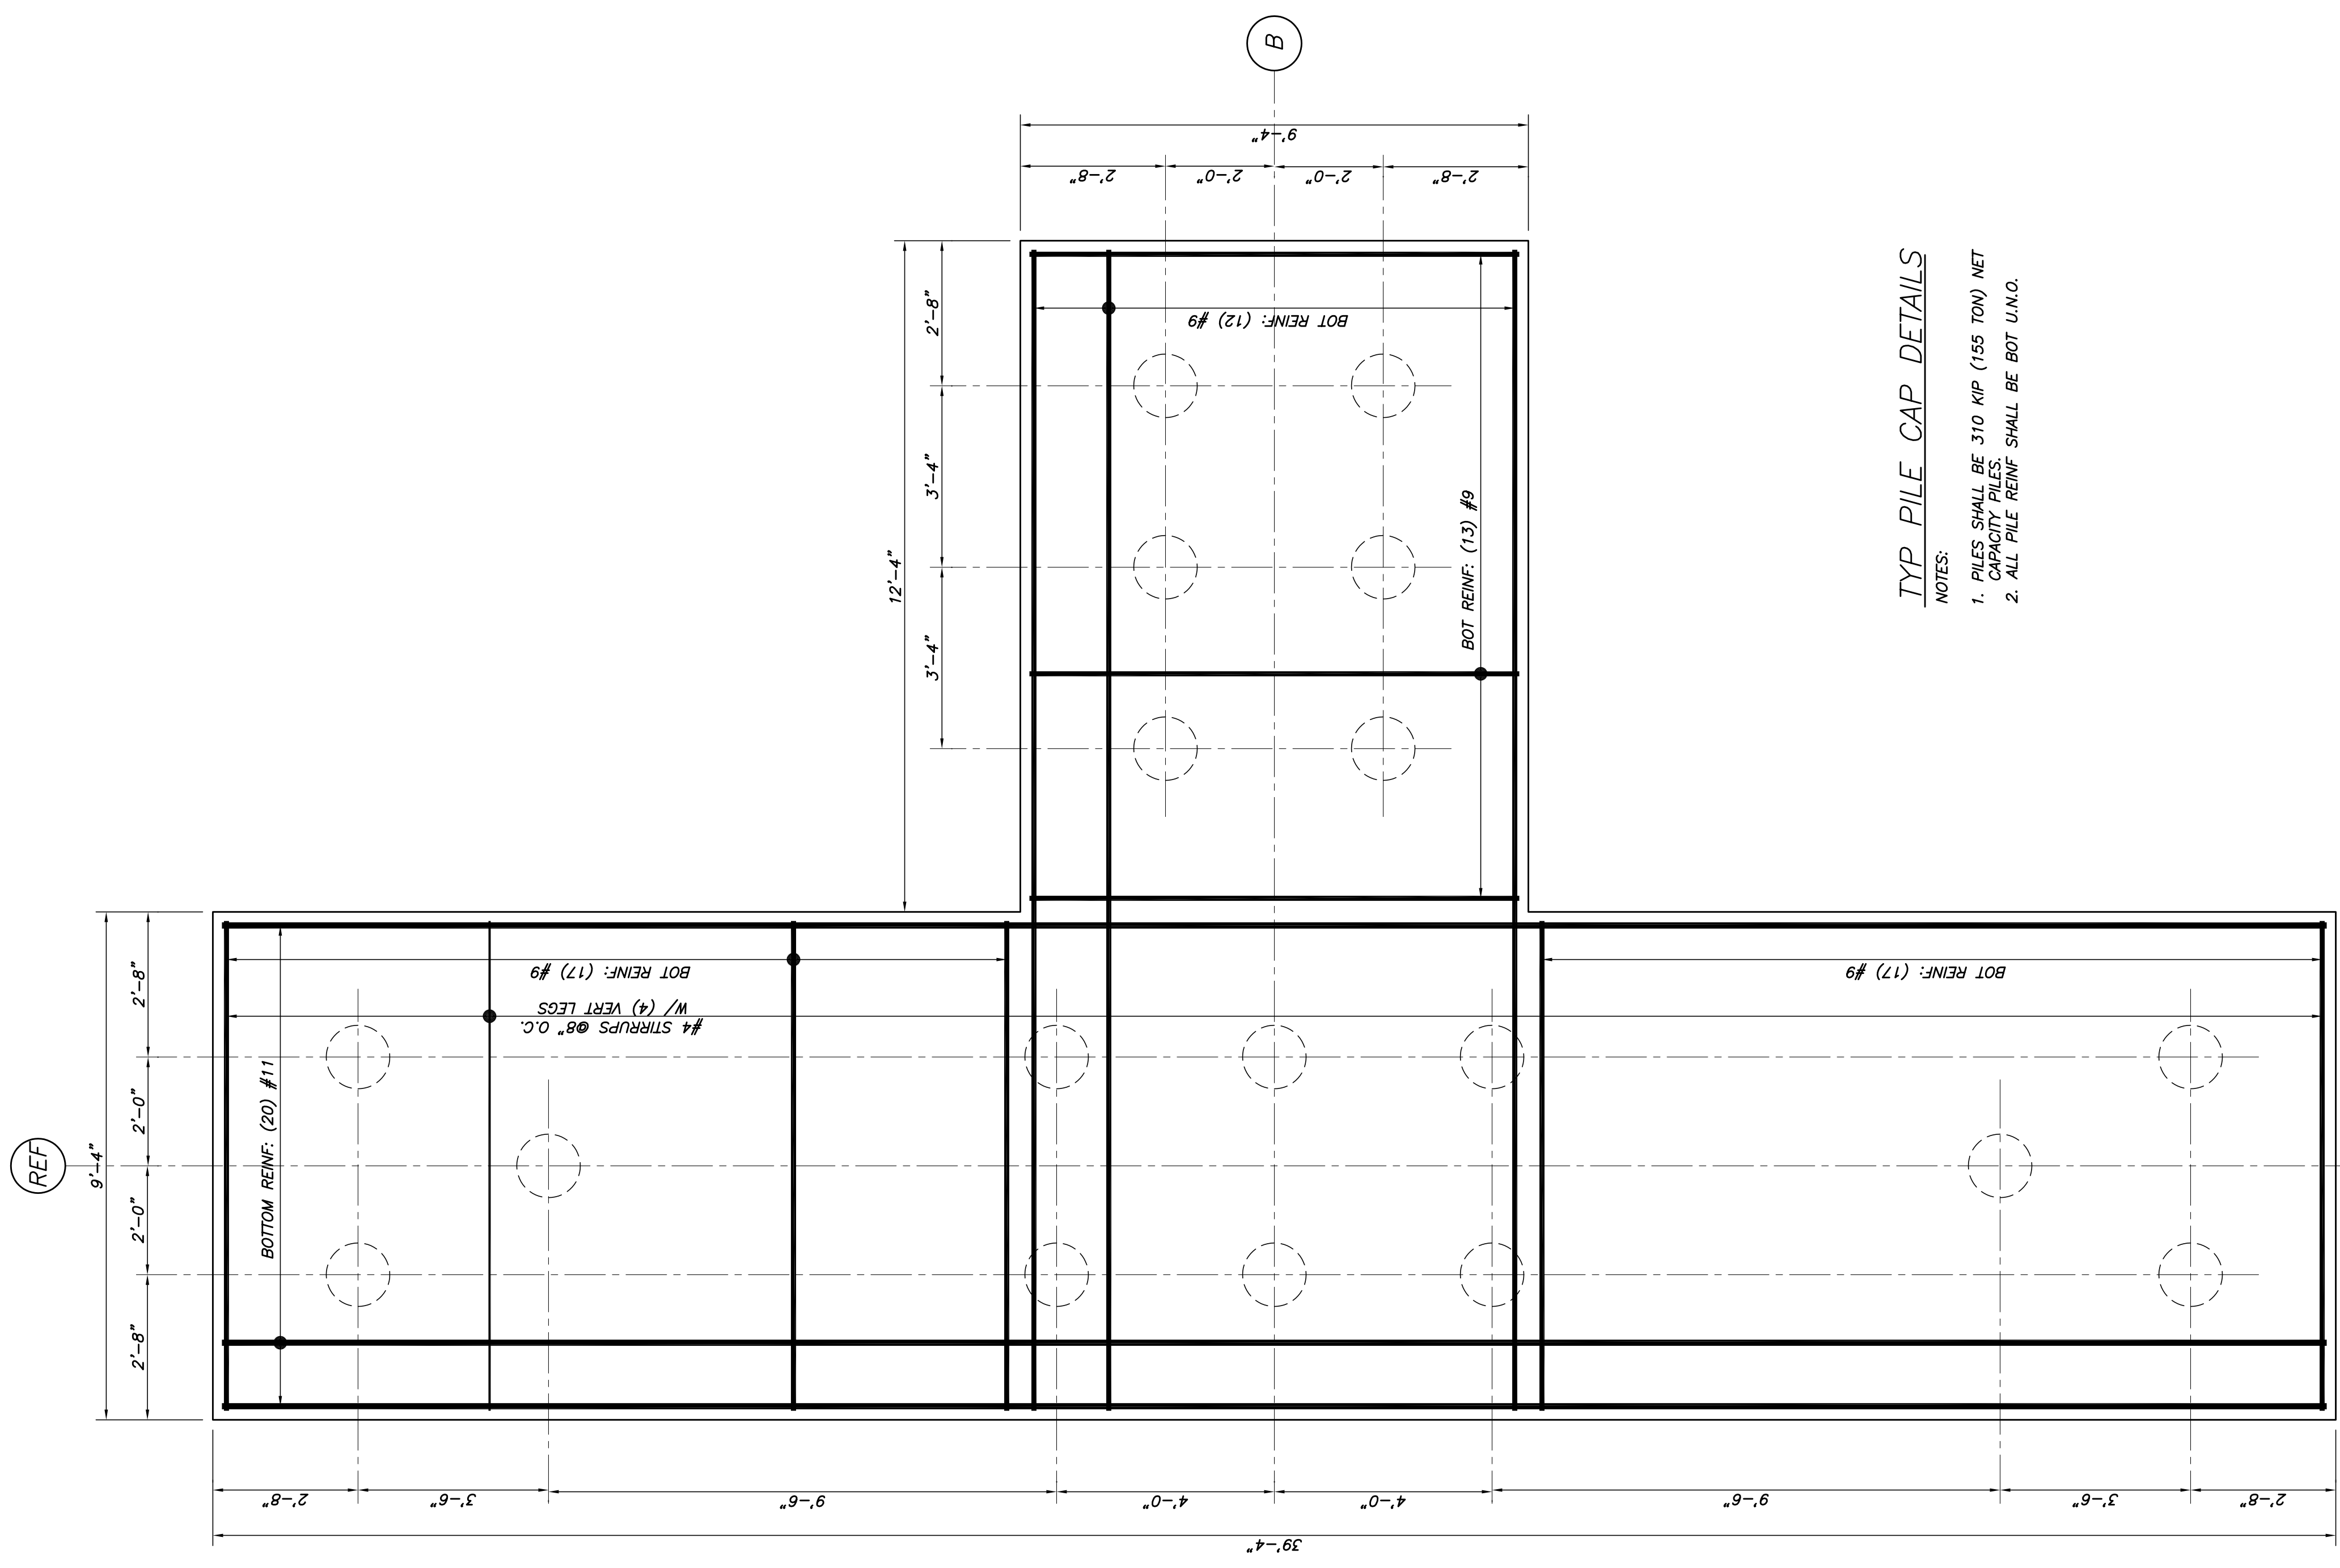 B
9'-4"
2'-8"
2'-0"
2'-0"
2'-8"
12'-4"
2'-8"
3'-4"
3'-4"
BOT REINF: (12) #9
BOT REINF: (13) #9
TYP PILE CAP DETAILS
NOTES:
1. PILES SHALL BE 310 KIP (155 TON) NET
CAPACITY PILES.
2. ALL PILE REINF SHALL BE BOT U.N.O.
REF
9'-4"
2'-8"
2'-0"
2'-0"
2'-8"
BOTTOM REINF: (20) #11
BOT REINF: (17) #9
#4 STIRRUPS @8" O.C.
W/ (4) VERT LEGS
BOT REINF: (17) #9
2'-8"
3'-6"
9'-6"
4'-0"
4'-0"
9'-6"
3'-6"
2'-8"
39'-4"